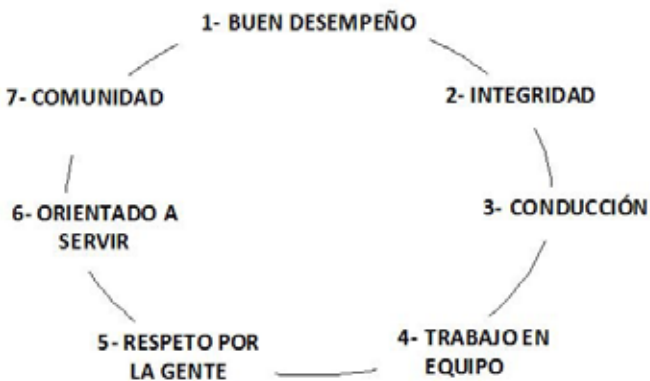 1- BUEN DESEMPEÑO
2- INTEGRIDAD
3- CONDUCCIÓN
4- TRABAJO EN
EQUIPO
5- RESPETO POR
LA GENTE
6- ORIENTADO A
SERVIR
7- COMUNIDAD